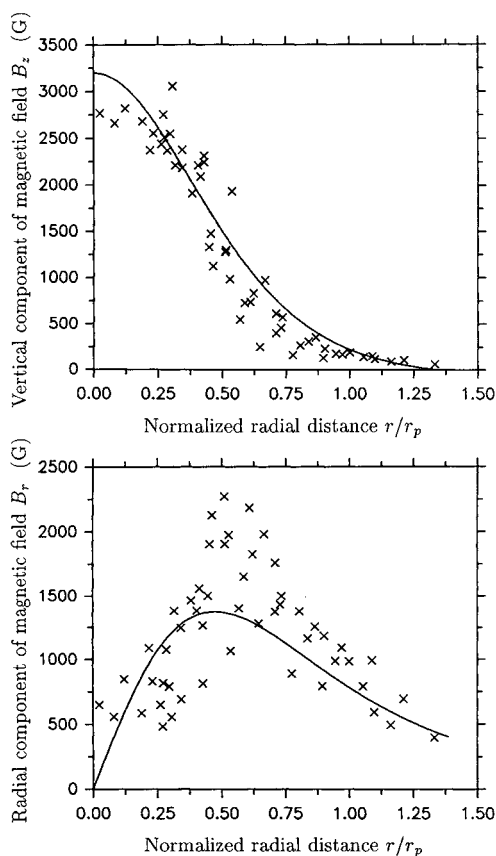 Vertical component of magnetic field B_z (G)
3500
3000
2500
2000
1500
1000
500
0
0.00 0.25 0.50 0.75 1.00 1.25 1.50
Normalized radial distance r/r_p
Radial component of magnetic field B_r (G)
2500
2000
1500
1000
500
0
0.00 0.25 0.50 0.75 1.00 1.25 1.50
Normalized radial distance r/r_p